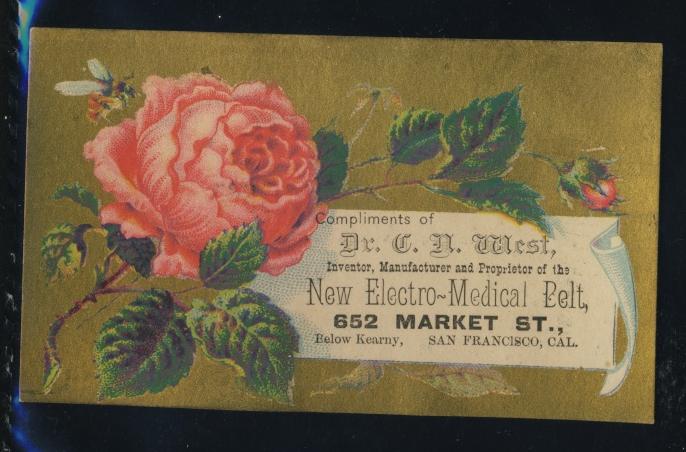 Compliments of
Dr. C. N. West,
Inventor, Manufacturer and Proprietor of the
New Electro-Medical Belt,
652 MARKET ST.,
Below Kearny, SAN FRANCISCO, CAL.